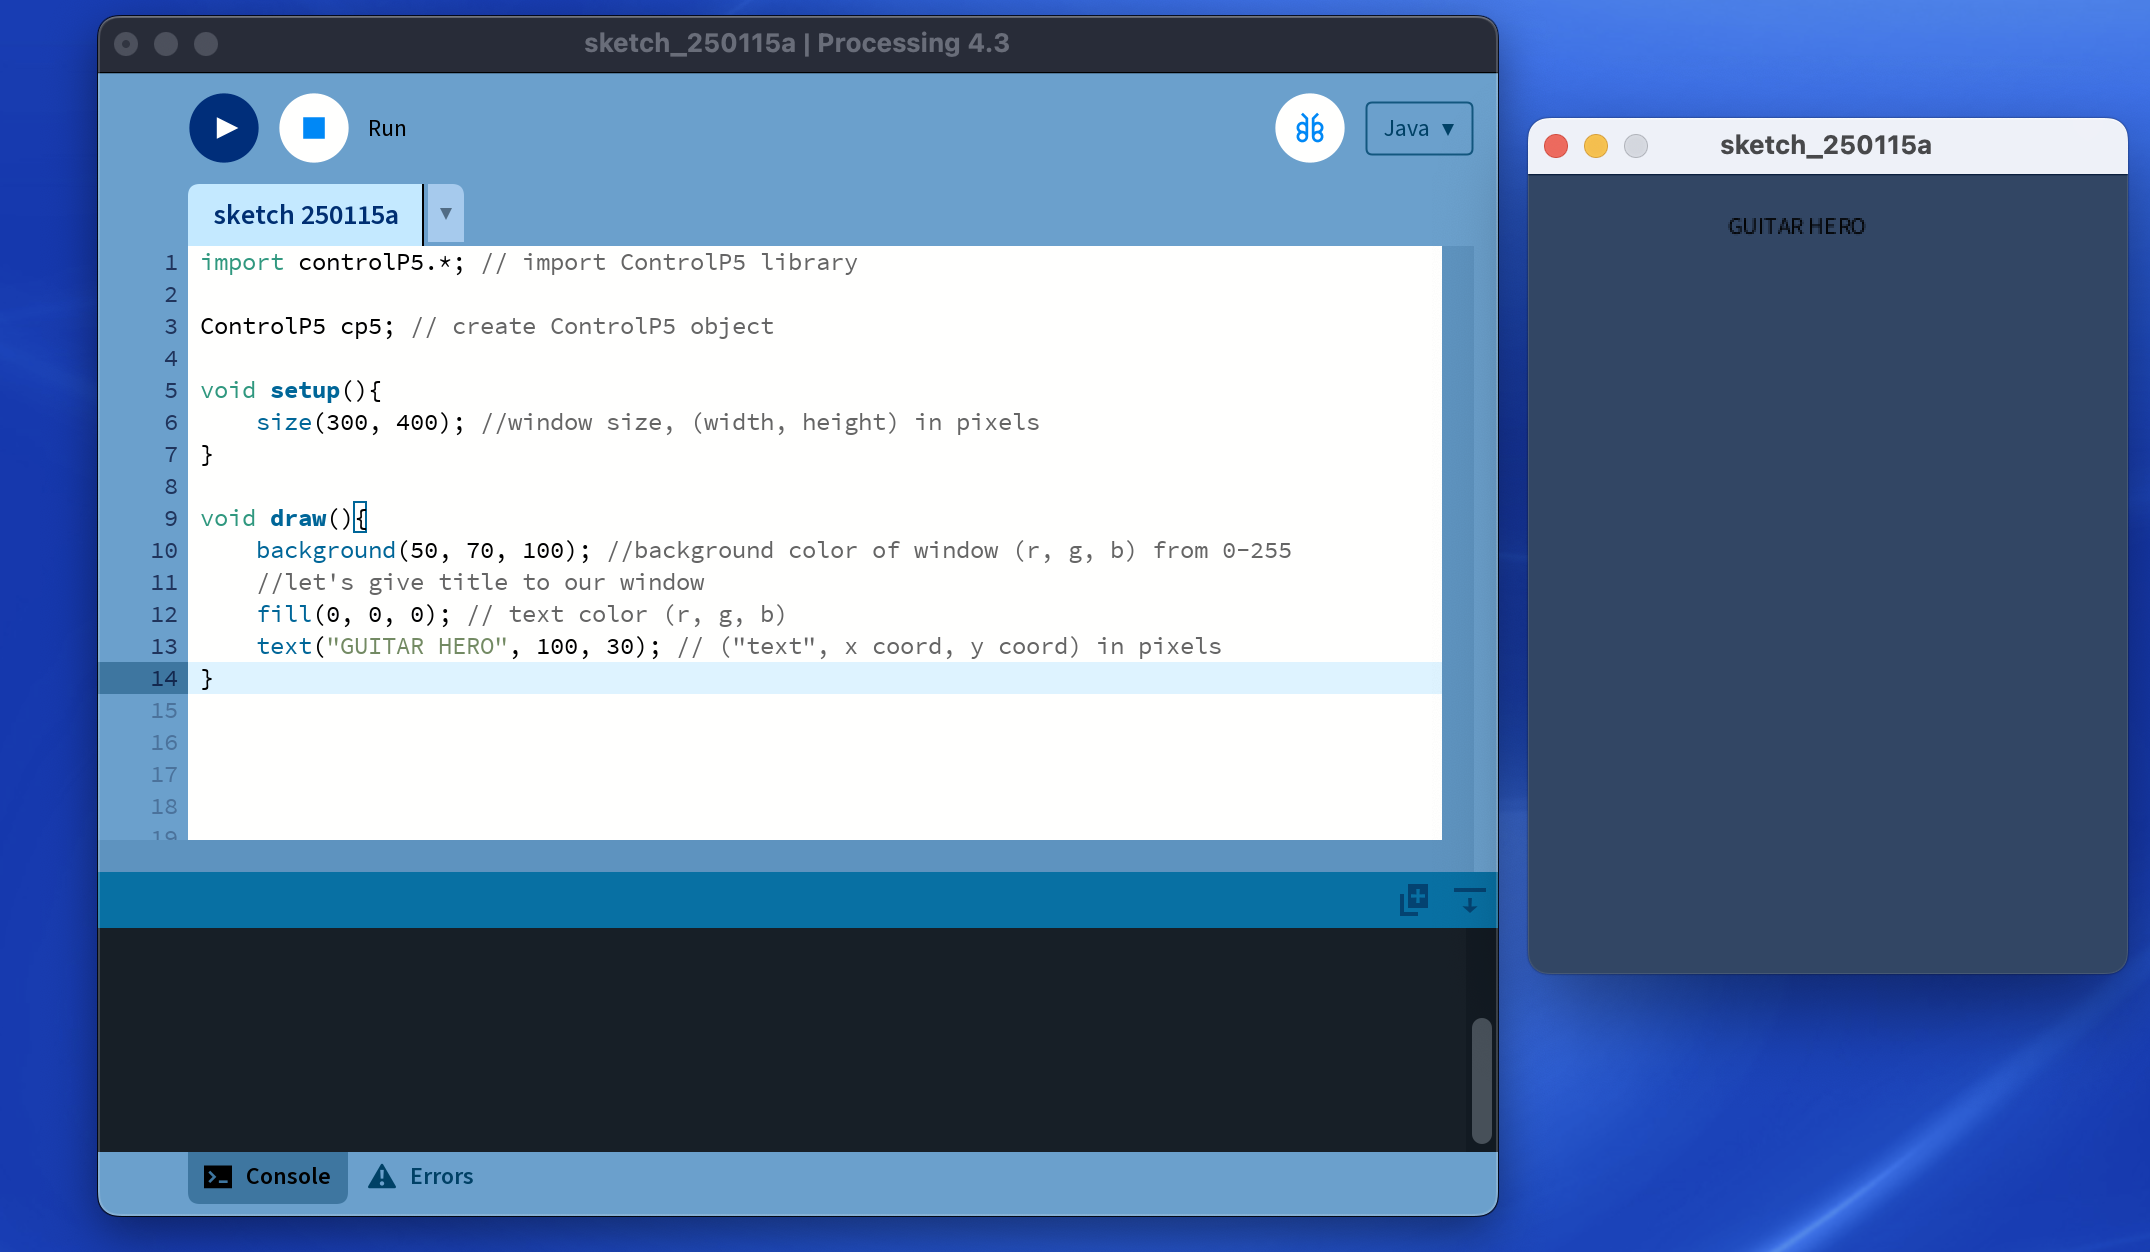 sketch_250115a | Processing 4.3
Run
Java ▼
sketch 250115a ▼
1 import controlP5.*; // import ControlP5 library
2
3 ControlP5 cp5; // create ControlP5 object
4
5 void setup(){
6     size(300, 400); //window size, (width, height) in pixels
7 }
8
9 void draw(){
10     background(50, 70, 100); //background color of window (r, g, b) from 0-255
11     //let's give title to our window
12     fill(0, 0, 0); // text color (r, g, b)
13     text("GUITAR HERO", 100, 30); // ("text", x coord, y coord) in pixels
14 }
15
16
17
18
19
Console
Errors
sketch_250115a
GUITAR HERO